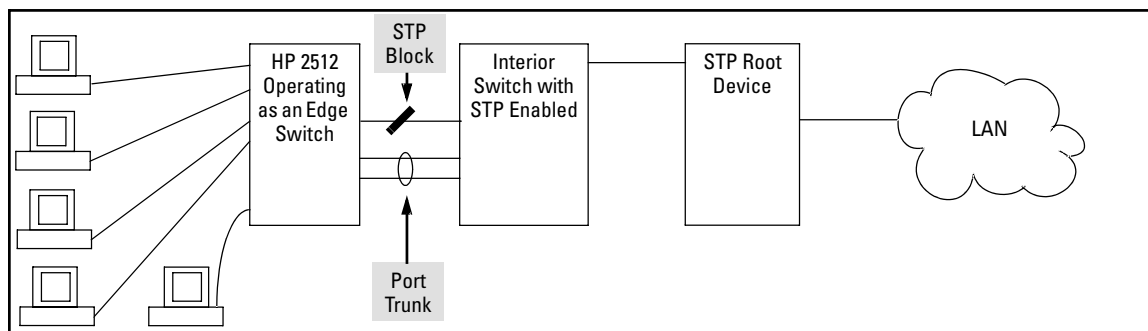 STP
Block
HP 2512
Operating
as an Edge
Switch
Interior
Switch with
STP Enabled
STP Root
Device
LAN
Port
Trunk